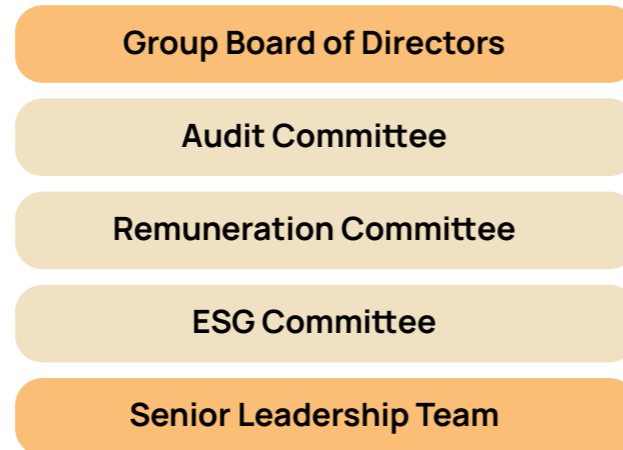 Group Board of Directors
Audit Committee
Remuneration Committee
ESG Committee
Senior Leadership Team